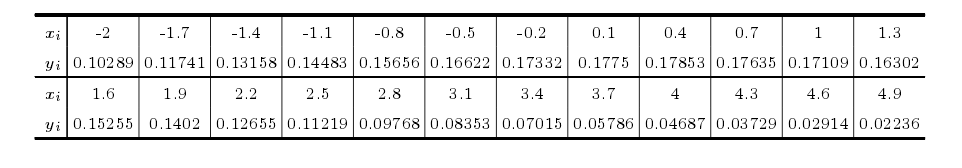 x_i -2 -1.7 -1.4 -1.1 -0.8 -0.5 -0.2 0.1 0.4 0.7 1 1.3
y_i 0.10289 0.11741 0.13158 0.14483 0.15656 0.16622 0.17332 0.1775 0.17853 0.17635 0.17109 0.16302
x_i 1.6 1.9 2.2 2.5 2.8 3.1 3.4 3.7 4 4.3 4.6 4.9
y_i 0.15255 0.1402 0.12655 0.11219 0.09768 0.08353 0.07015 0.05786 0.04687 0.03729 0.02914 0.02236